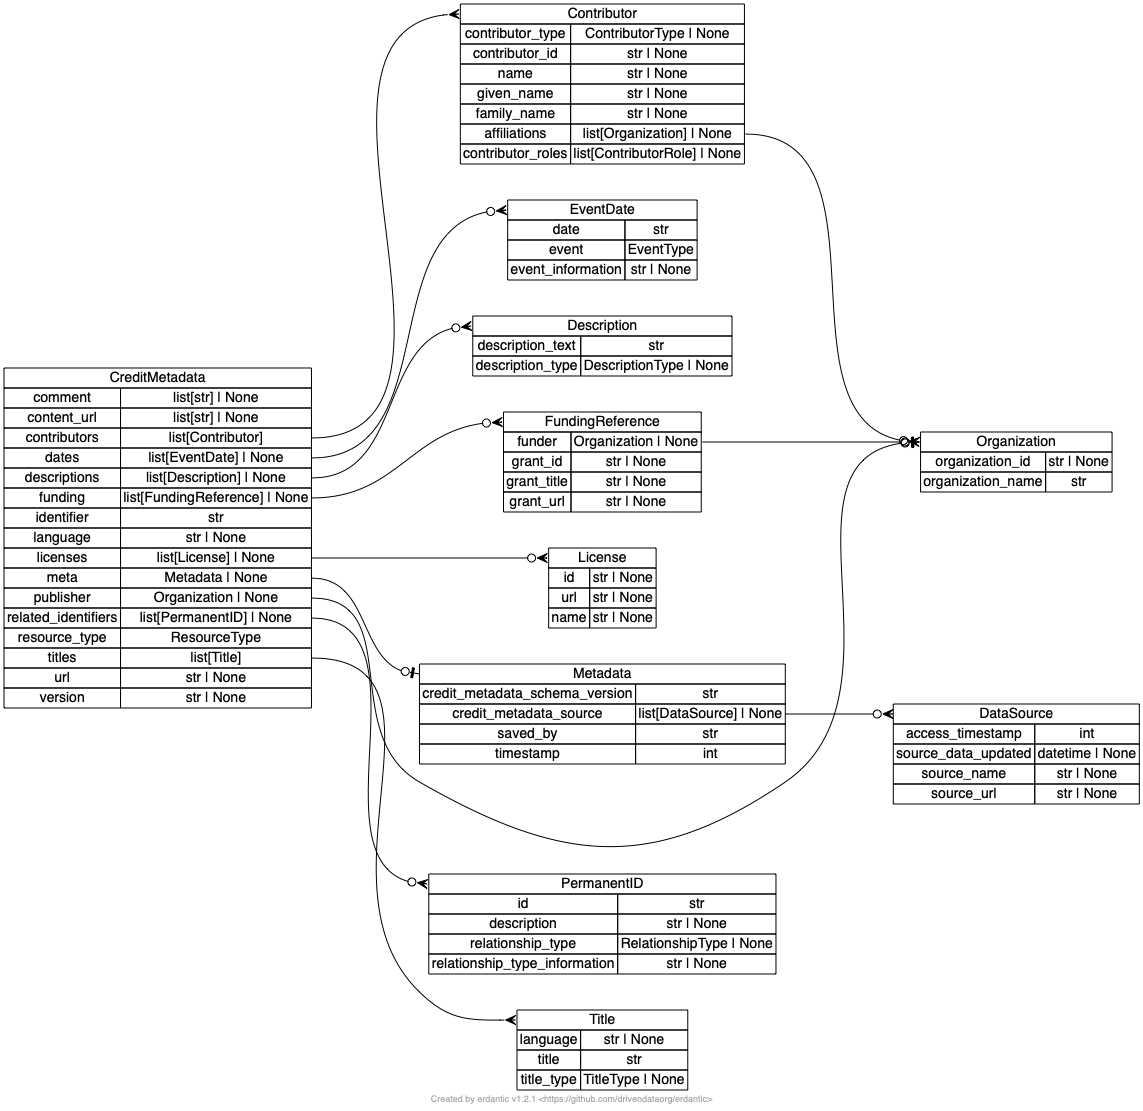 Contributor
contributor_type ContributorType | None
contributor_id str | None
name str | None
given_name str | None
family_name str | None
affiliations list[Organization] | None
contributor_roles list[ContributorRole] | None
EventDate
date str
event EventType
event_information str | None
Description
description_text str
description_type DescriptionType | None
CreditMetadata
comment list[str] | None
content_url list[str] | None
contributors list[Contributor]
dates list[EventDate] | None
descriptions list[Description] | None
funding list[FundingReference] | None
identifier str
language str | None
licenses list[License] | None
meta Metadata | None
publisher Organization | None
related_identifiers list[PermanentID] | None
resource_type ResourceType
titles list[Title]
url str | None
version str | None
FundingReference
funder Organization | None
grant_id str | None
grant_title str | None
grant_url str | None
Organization
organization_id str | None
organization_name str
License
id str | None
url str | None
name str | None
Metadata
credit_metadata_schema_version str
credit_metadata_source list[DataSource] | None
saved_by str
timestamp int
DataSource
access_timestamp int
source_data_updated datetime | None
source_name str | None
source_url str | None
PermanentID
id str
description str | None
relationship_type RelationshipType | None
relationship_type_information str | None
Title
language str | None
title str
title_type TitleType | None
Created by erdantic v1.2.1 <https://github.com/drivendataorg/erdantic>